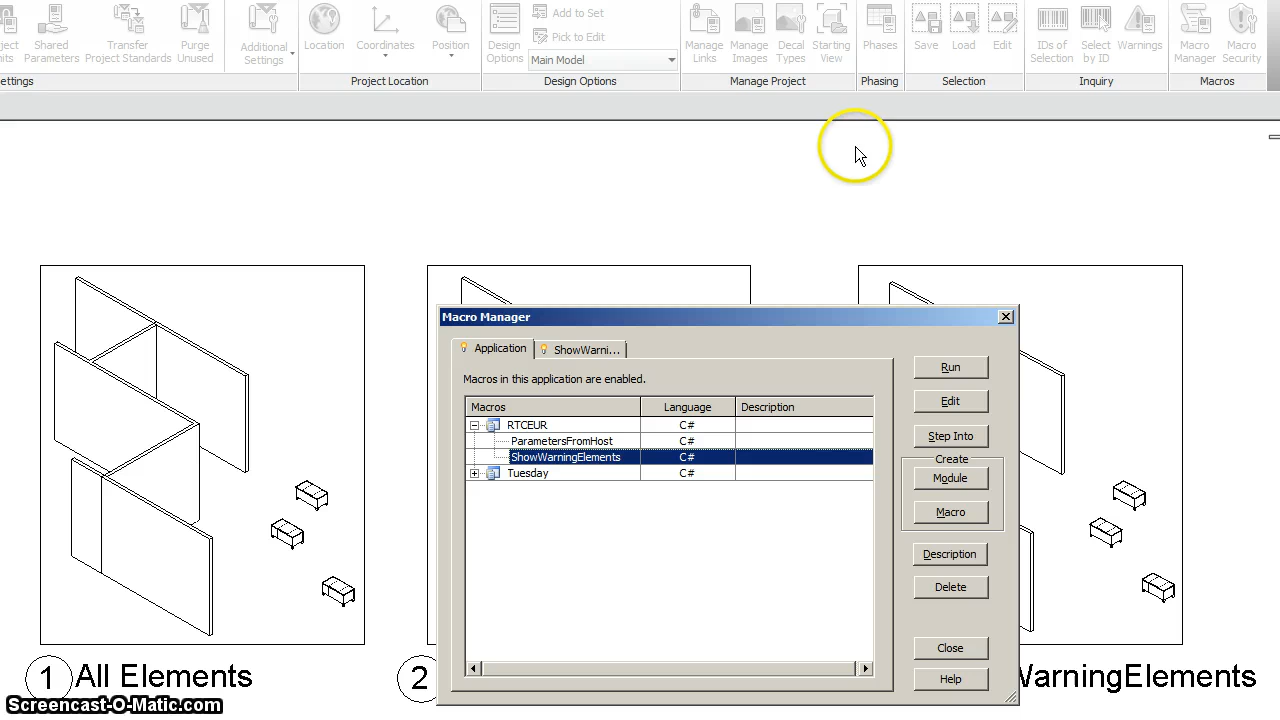 Add to Set
ject Shared Transfer Purge Additional Location Coordinates Position Design Pick to Edit Manage Manage Decal Starting Phases Save Load Edit IDs of Select Warnings Macro Macro
nits Parameters Project Standards Unused Settings Options Main Model Links Images Types View Selection by ID Manager Security
ettings Project Location Design Options Manage Project Phasing Selection Inquiry Macros
Macro Manager
Application ShowWarni...
Macros in this application are enabled.
Run
Macros Language Description
Edit
RTCEUR C#
ParametersFromHost C#
Step Into
ShowWarningElements C#
Create
Tuesday C#
Module
Macro
Description
Delete
Close
Help
1 All Elements
2
WarningElements
Screencast-O-Matic.com